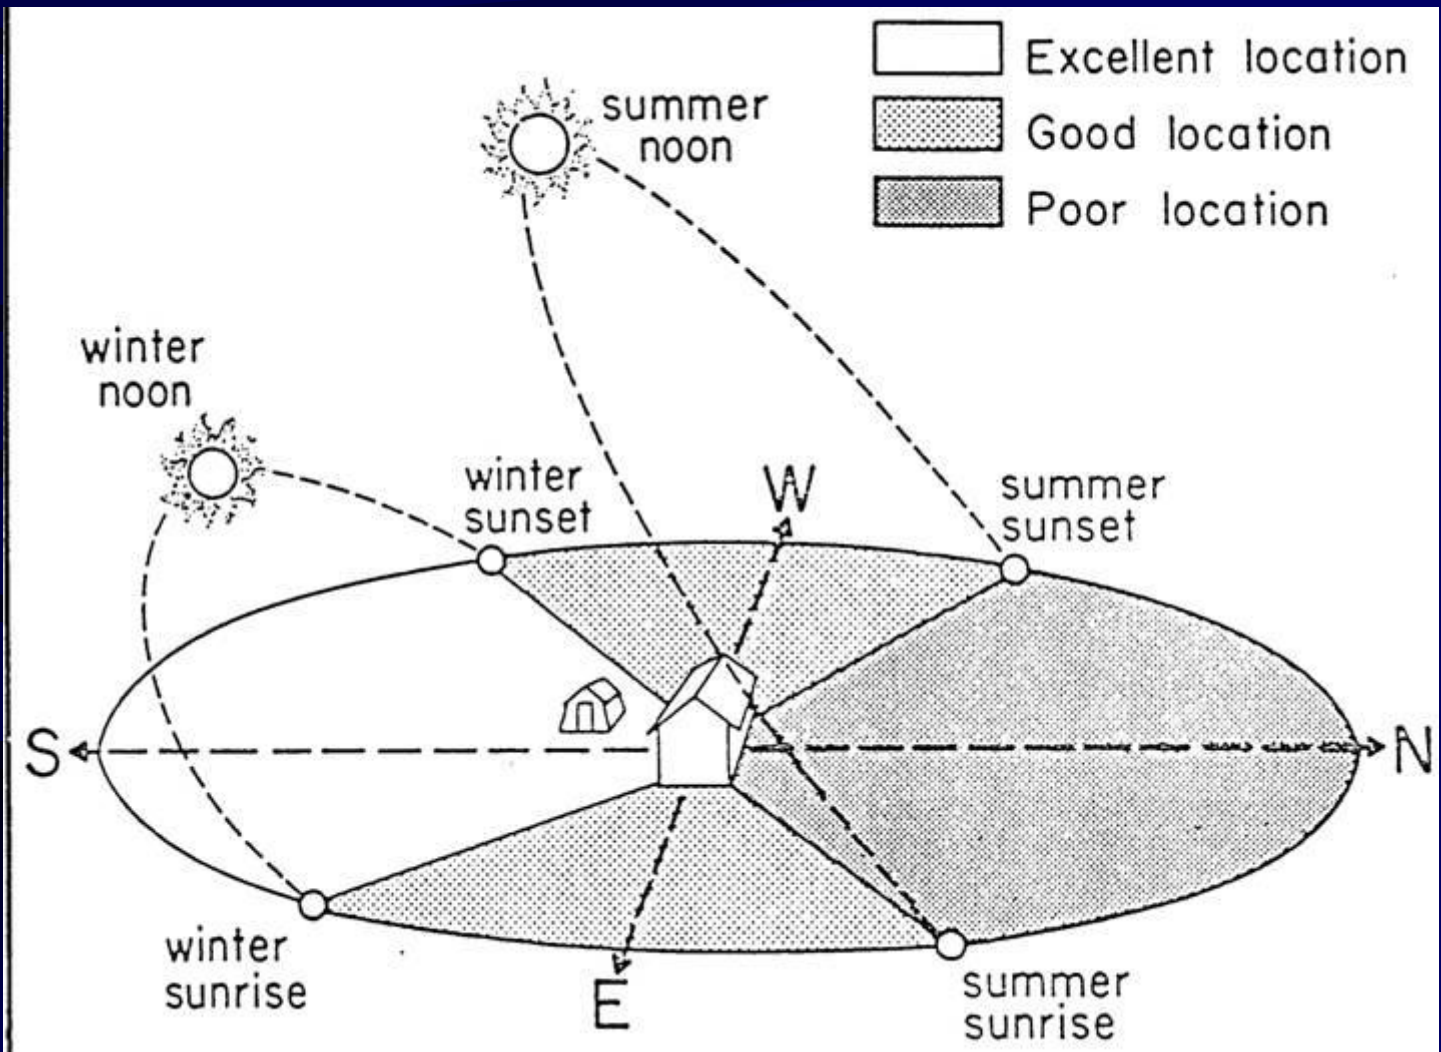 Excellent location
Good location
Poor location
summer
noon
winter
noon
winter
sunset
W
summer
sunset
S
N
winter
sunrise
E
summer
sunrise